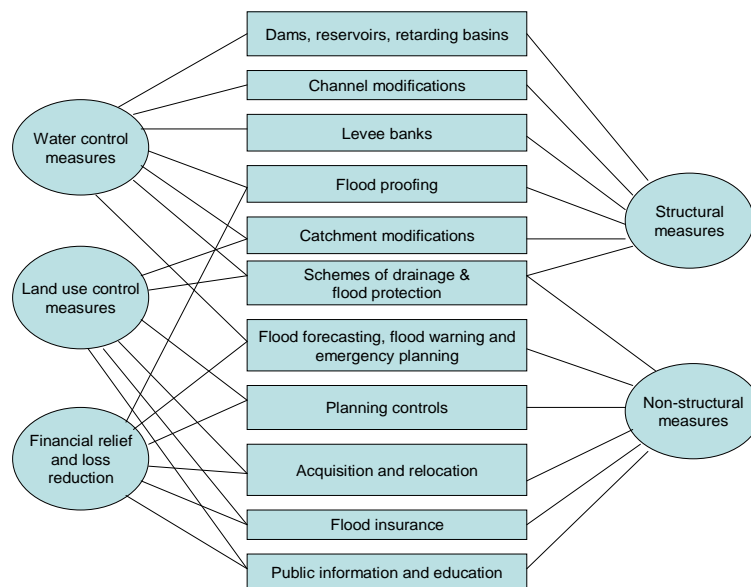 Water control
measures
Land use control
measures
Financial relief
and loss
reduction
Dams, reservoirs, retarding basins
Channel modifications
Levee banks
Flood proofing
Catchment modifications
Schemes of drainage &
flood protection
Flood forecasting, flood warning and
emergency planning
Planning controls
Acquisition and relocation
Flood insurance
Public information and education
Structural
measures
Non-structural
measures